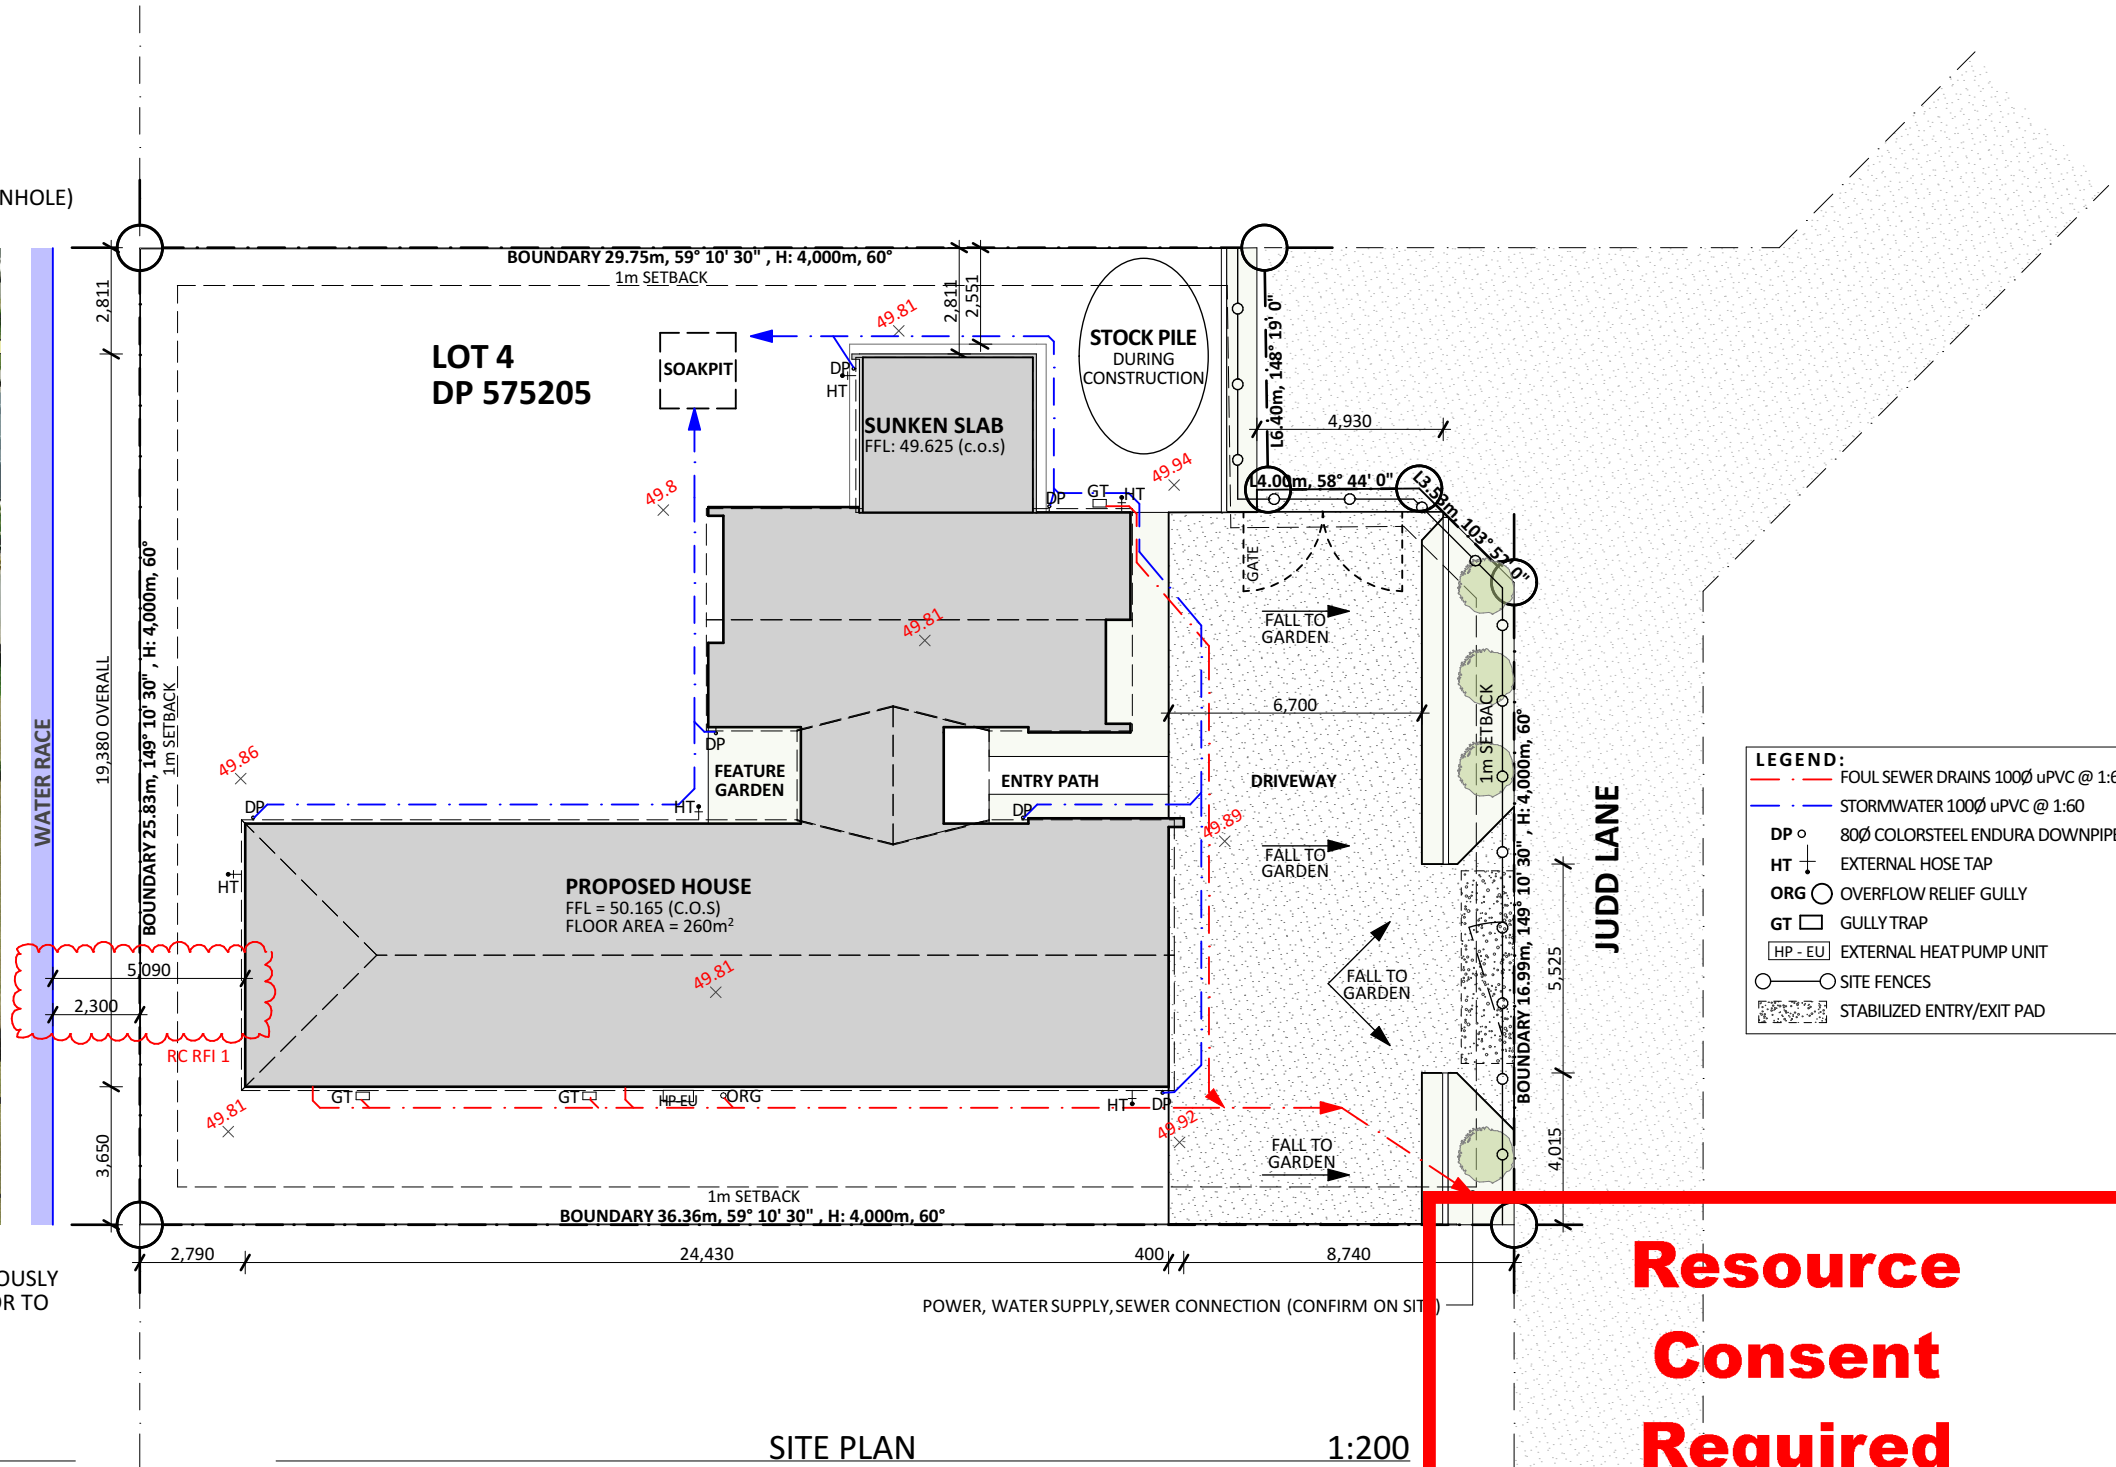 NHOLE)
BOUNDARY 29.75m, 59° 10' 30" , H: 4,000m, 60°
1m SETBACK
2,811
2,811
2,551
49.81
LOT 4
DP 575205
SOAKPIT
DP
HT
STOCK PILE
DURING
CONSTRUCTION
L6.40m, 148° 19' 0"
4,930
SUNKEN SLAB
FFL: 49.625 (c.o.s)
49.8
49.94
DP
GT
HT
L4.00m, 58° 44' 0"
L3.53m, 103° 52' 0"
GATE
BOUNDARY 25.83m, 149° 10' 30" , H: 4,000m, 60°
1m SETBACK
19,380 OVERALL
WATER RACE
49.81
FALL TO
GARDEN
6,700
1m SETBACK
BOUNDARY 16.99m, 149° 10' 30" , H: 4,000m, 60°
JUDD LANE
49.86
DP
DP
FEATURE
GARDEN
HT
ENTRY PATH
DP
DRIVEWAY
49.89
FALL TO
GARDEN
HT
PROPOSED HOUSE
FFL = 50.165 (C.O.S)
FLOOR AREA = 260m²
5,090
2,300
RC RFI 1
49.81
FALL TO
GARDEN
5,525
LEGEND:
FOUL SEWER DRAINS 100Ø uPVC @ 1:6
STORMWATER 100Ø uPVC @ 1:60
DP 80Ø COLORSTEEL ENDURA DOWNPIPE
HT EXTERNAL HOSE TAP
ORG OVERFLOW RELIEF GULLY
GT GULLY TRAP
HP - EU EXTERNAL HEAT PUMP UNIT
SITE FENCES
STABILIZED ENTRY/EXIT PAD
49.81
GT
GT
HP-EU
ORG
HT
DP
49.92
3,650
FALL TO
GARDEN
4,015
1m SETBACK
BOUNDARY 36.36m, 59° 10' 30" , H: 4,000m, 60°
2,790
24,430
400
8,740
OUSLY
OR TO
POWER, WATER SUPPLY, SEWER CONNECTION (CONFIRM ON SIT )
Resource
Consent
Required
SITE PLAN
1:200